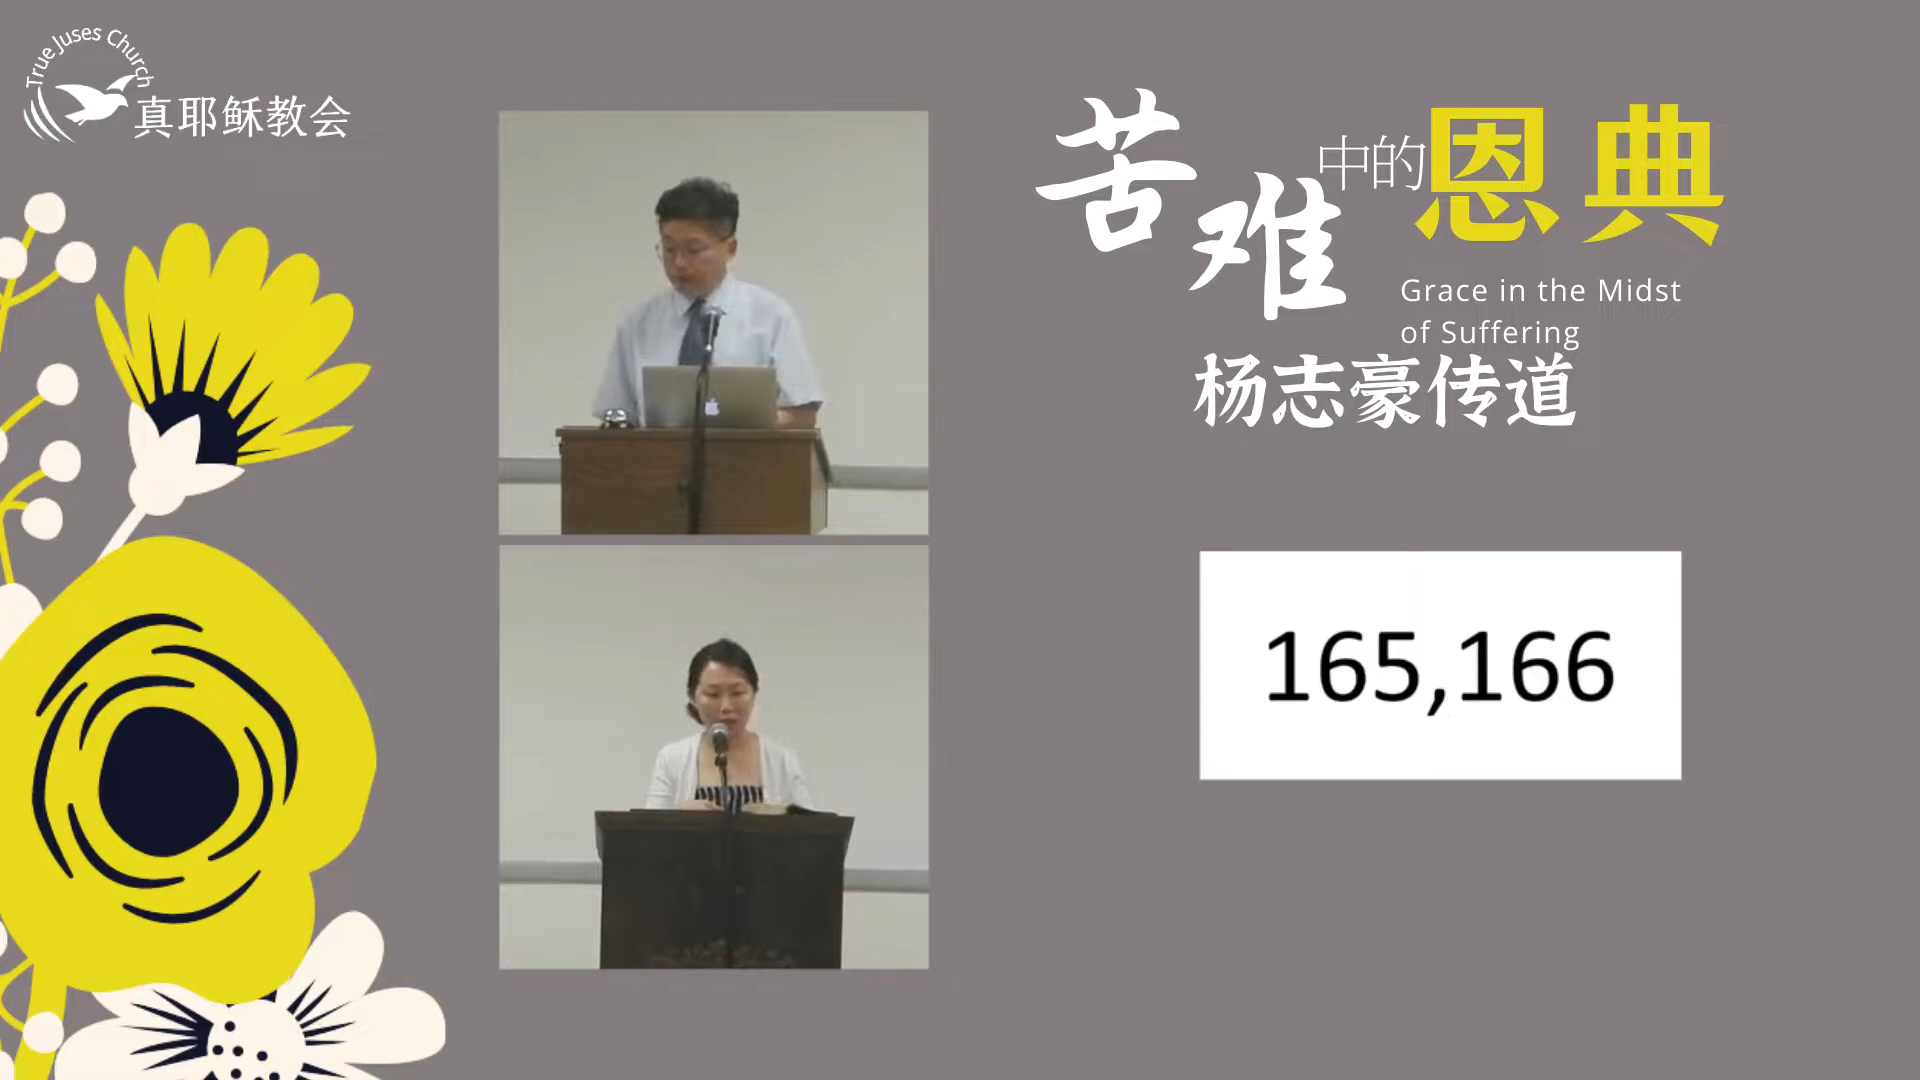 True Juses Church
真耶稣教会
苦难中的恩典
Grace in the Midst
of Suffering
杨志豪传道
165,166